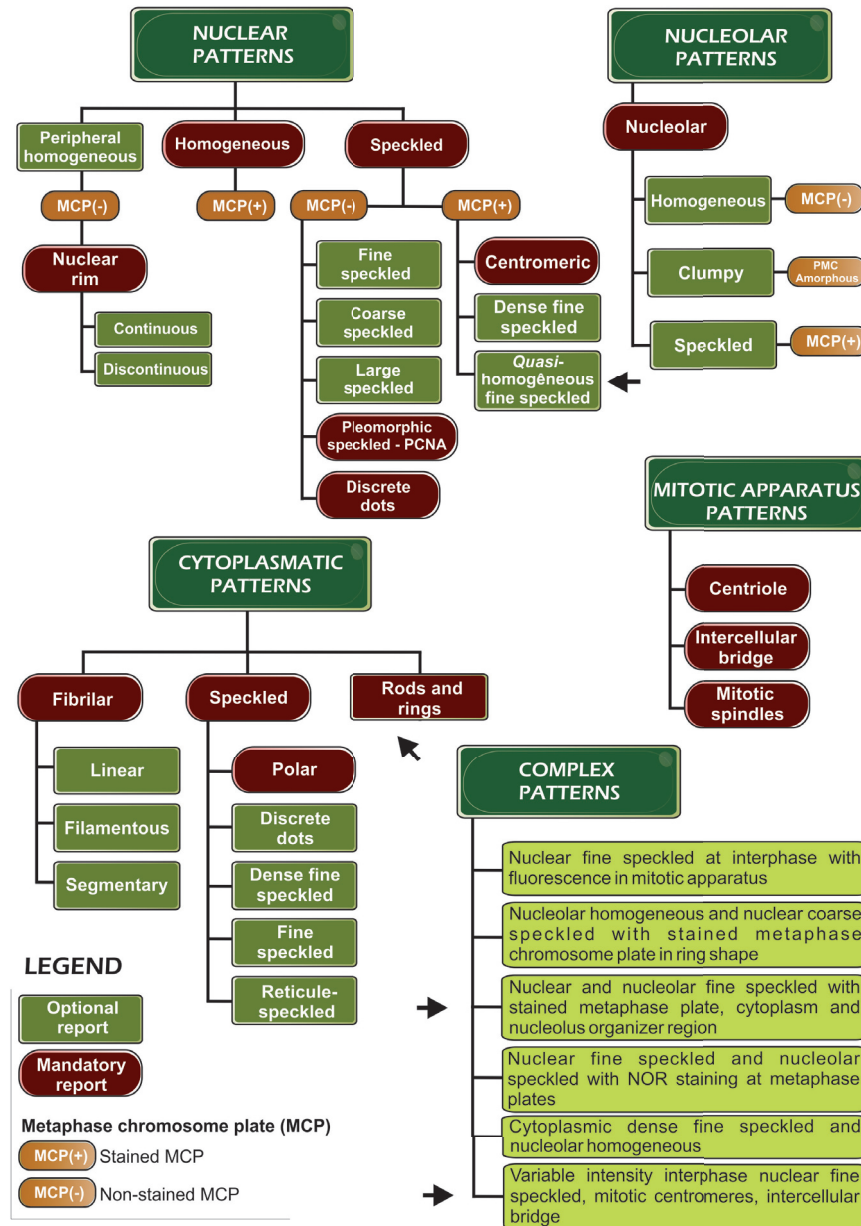 NUCLEAR
PATTERNS
Peripheral
homogeneous
Homogeneous
Speckled
MCP(-)
MCP(+)
MCP(-)
MCP(+)
Nuclear
rim
Continuous
Discontinuous
Fine
speckled
Coarse
speckled
Large
speckled
Pleomorphic
speckled - PCNA
Discrete
dots
Centromeric
Dense fine
speckled
Quasi-
homogêneous
fine speckled
NUCLEOLAR
PATTERNS
Nucleolar
Homogeneous
MCP(-)
Clumpy
PMC
Amorphous
Speckled
MCP(+)
MITOTIC APPARATUS
PATTERNS
Centriole
Intercellular
bridge
Mitotic
spindles
CYTOPLASMATIC
PATTERNS
Fibrilar
Speckled
Rods and
rings
Linear
Filamentous
Segmentary
Polar
Discrete
dots
Dense fine
speckled
Fine
speckled
Reticule-
speckled
COMPLEX
PATTERNS
Nuclear fine speckled at interphase with
fluorescence in mitotic apparatus
Nucleolar homogeneous and nuclear coarse
speckled with stained metaphase
chromosome plate in ring shape
Nuclear and nucleolar fine speckled with
stained metaphase plate, cytoplasm and
nucleolus organizer region
Nuclear fine speckled and nucleolar
speckled with NOR staining at metaphase
plates
Cytoplasmic dense fine speckled and
nucleolar homogeneous
Variable intensity interphase nuclear fine
speckled, mitotic centromeres, intercellular
bridge
LEGEND
Optional
report
Mandatory
report
Metaphase chromosome plate (MCP)
MCP(+) Stained MCP
MCP(-) Non-stained MCP